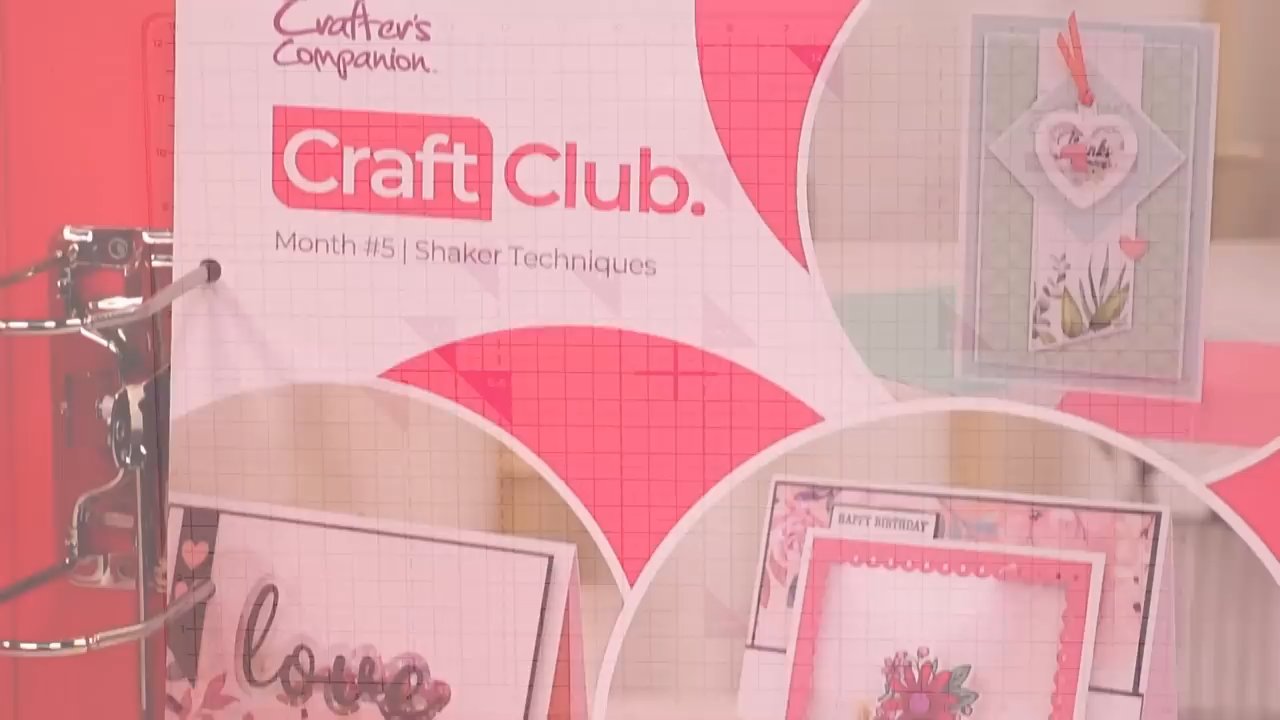 Crafter's
Companion.
Craft Club.
Month #5 | Shaker Techniques
HAPPY BIRTHDAY
love